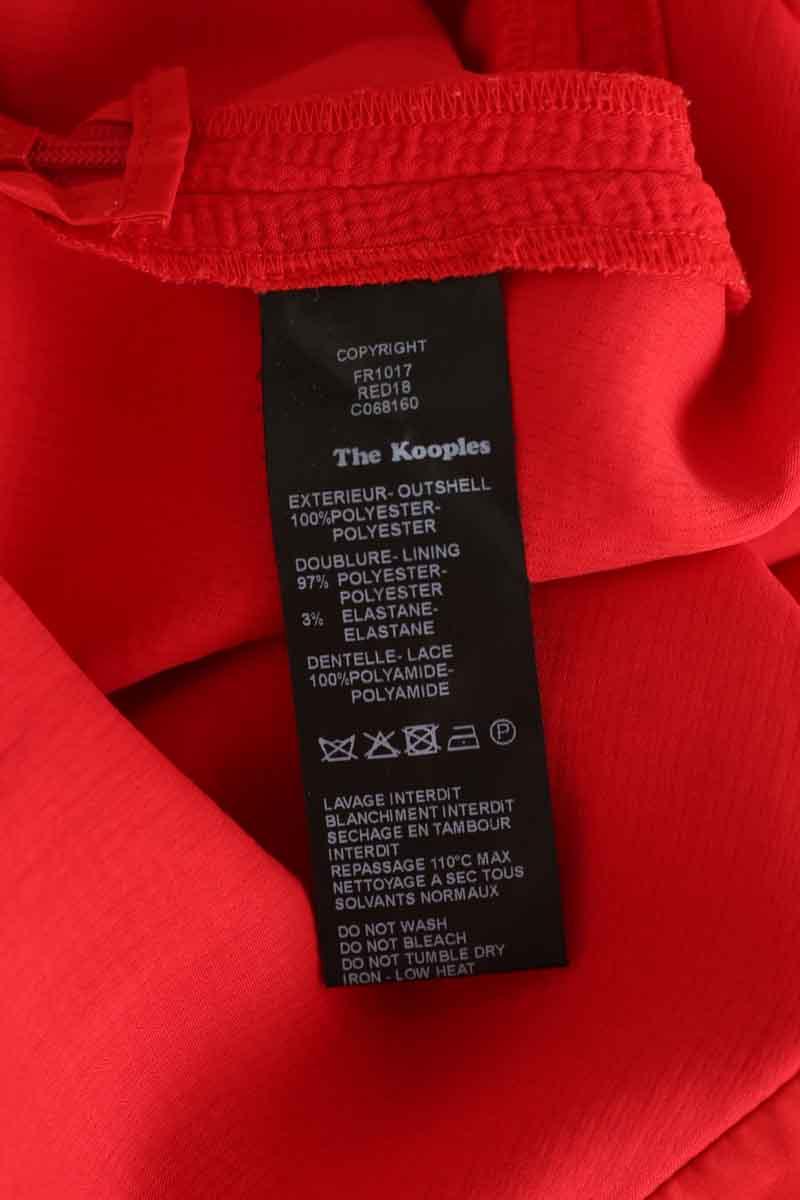 COPYRIGHT
FR1017
RED18
C068160
The Kooples
EXTERIEUR- OUTSHELL
100%POLYESTER-
POLYESTER
DOUBLURE- LINING
97% POLYESTER-
POLYESTER
3% ELASTANE-
ELASTANE
DENTELLE- LACE
100%POLYAMIDE-
POLYAMIDE
P
LAVAGE INTERDIT
BLANCHIMENT INTERDIT
SECHAGE EN TAMBOUR
INTERDIT
REPASSAGE 110°C MAX
NETTOYAGE A SEC TOUS
SOLVANTS NORMAUX
DO NOT WASH
DO NOT BLEACH
DO NOT TUMBLE DRY
IRON - LOW HEAT